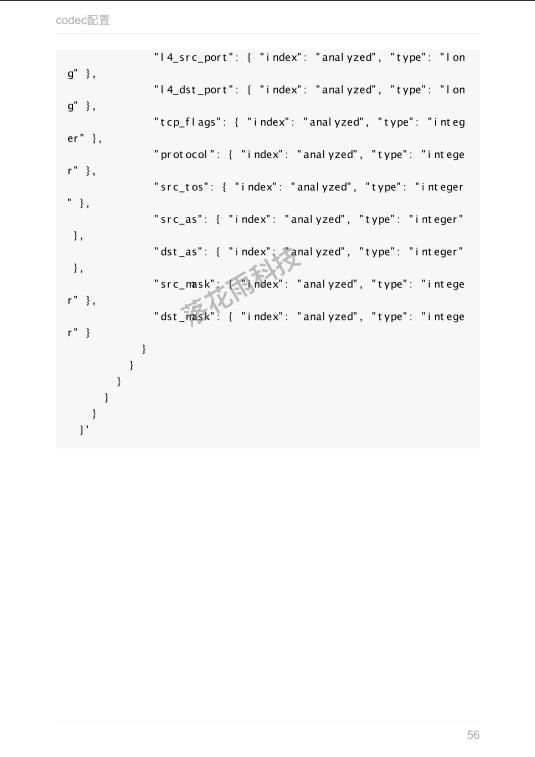 codec配置
"l4_src_port": { "index": "analyzed", "type": "lon
g" },
"l4_dst_port": { "index": "analyzed", "type": "lon
g" },
"tcp_flags": { "index": "analyzed", "type": "integ
er" },
"protocol": { "index": "analyzed", "type": "intege
r" },
"src_tos": { "index": "analyzed", "type": "integer
" },
"src_as": { "index": "analyzed", "type": "integer"
},
"dst_as": { "index": "analyzed", "type": "integer"
},
"src_mask": { "index": "analyzed", "type": "intege
r" },
"dst_mask": { "index": "analyzed", "type": "intege
r" }
}
}
}
}
}
}'
落花雨科技
56